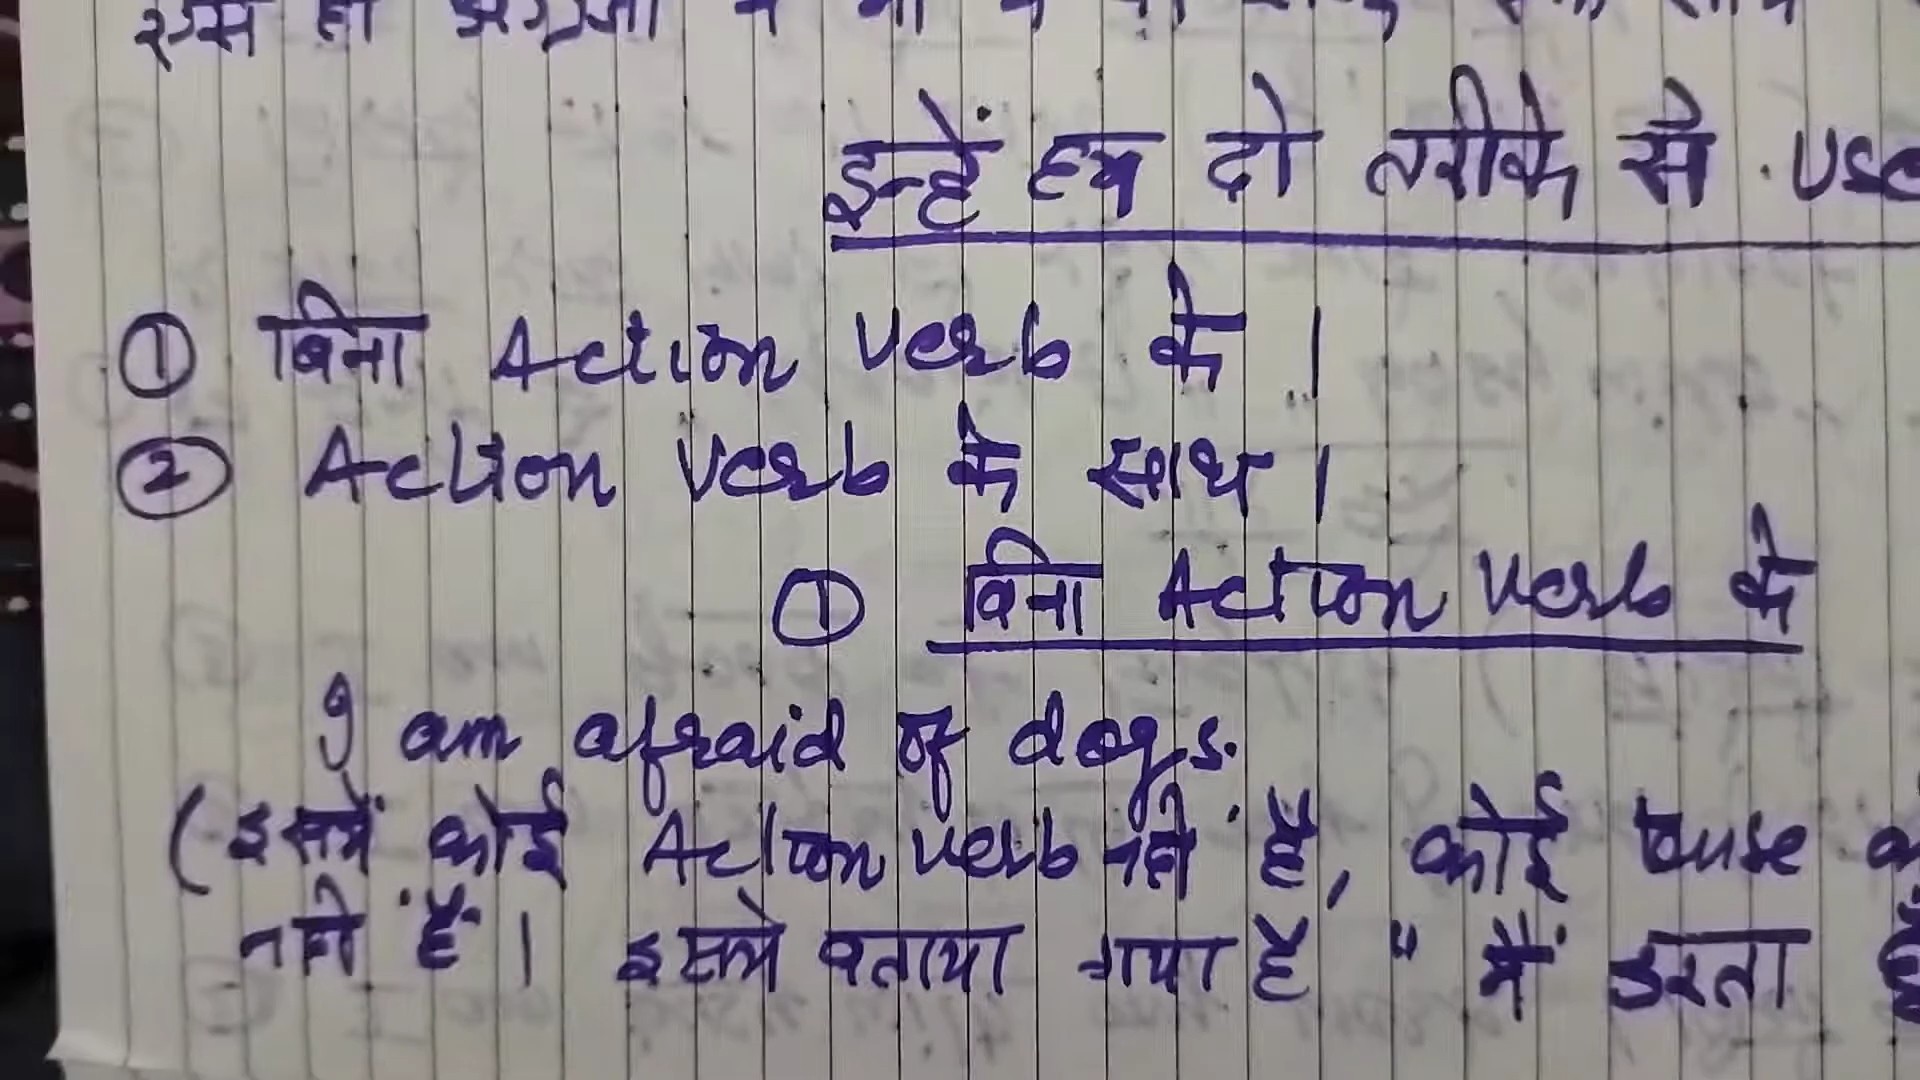 इन्हें हम दो तरीके से use
① बिना Action verb के ।
② Action verb के साथ ।
① बिना Action verb के
I am afraid of dogs.
(इसमें कोई Action verb नही है, कोई
नही है । इसमे बताया गया है " मैं डरता